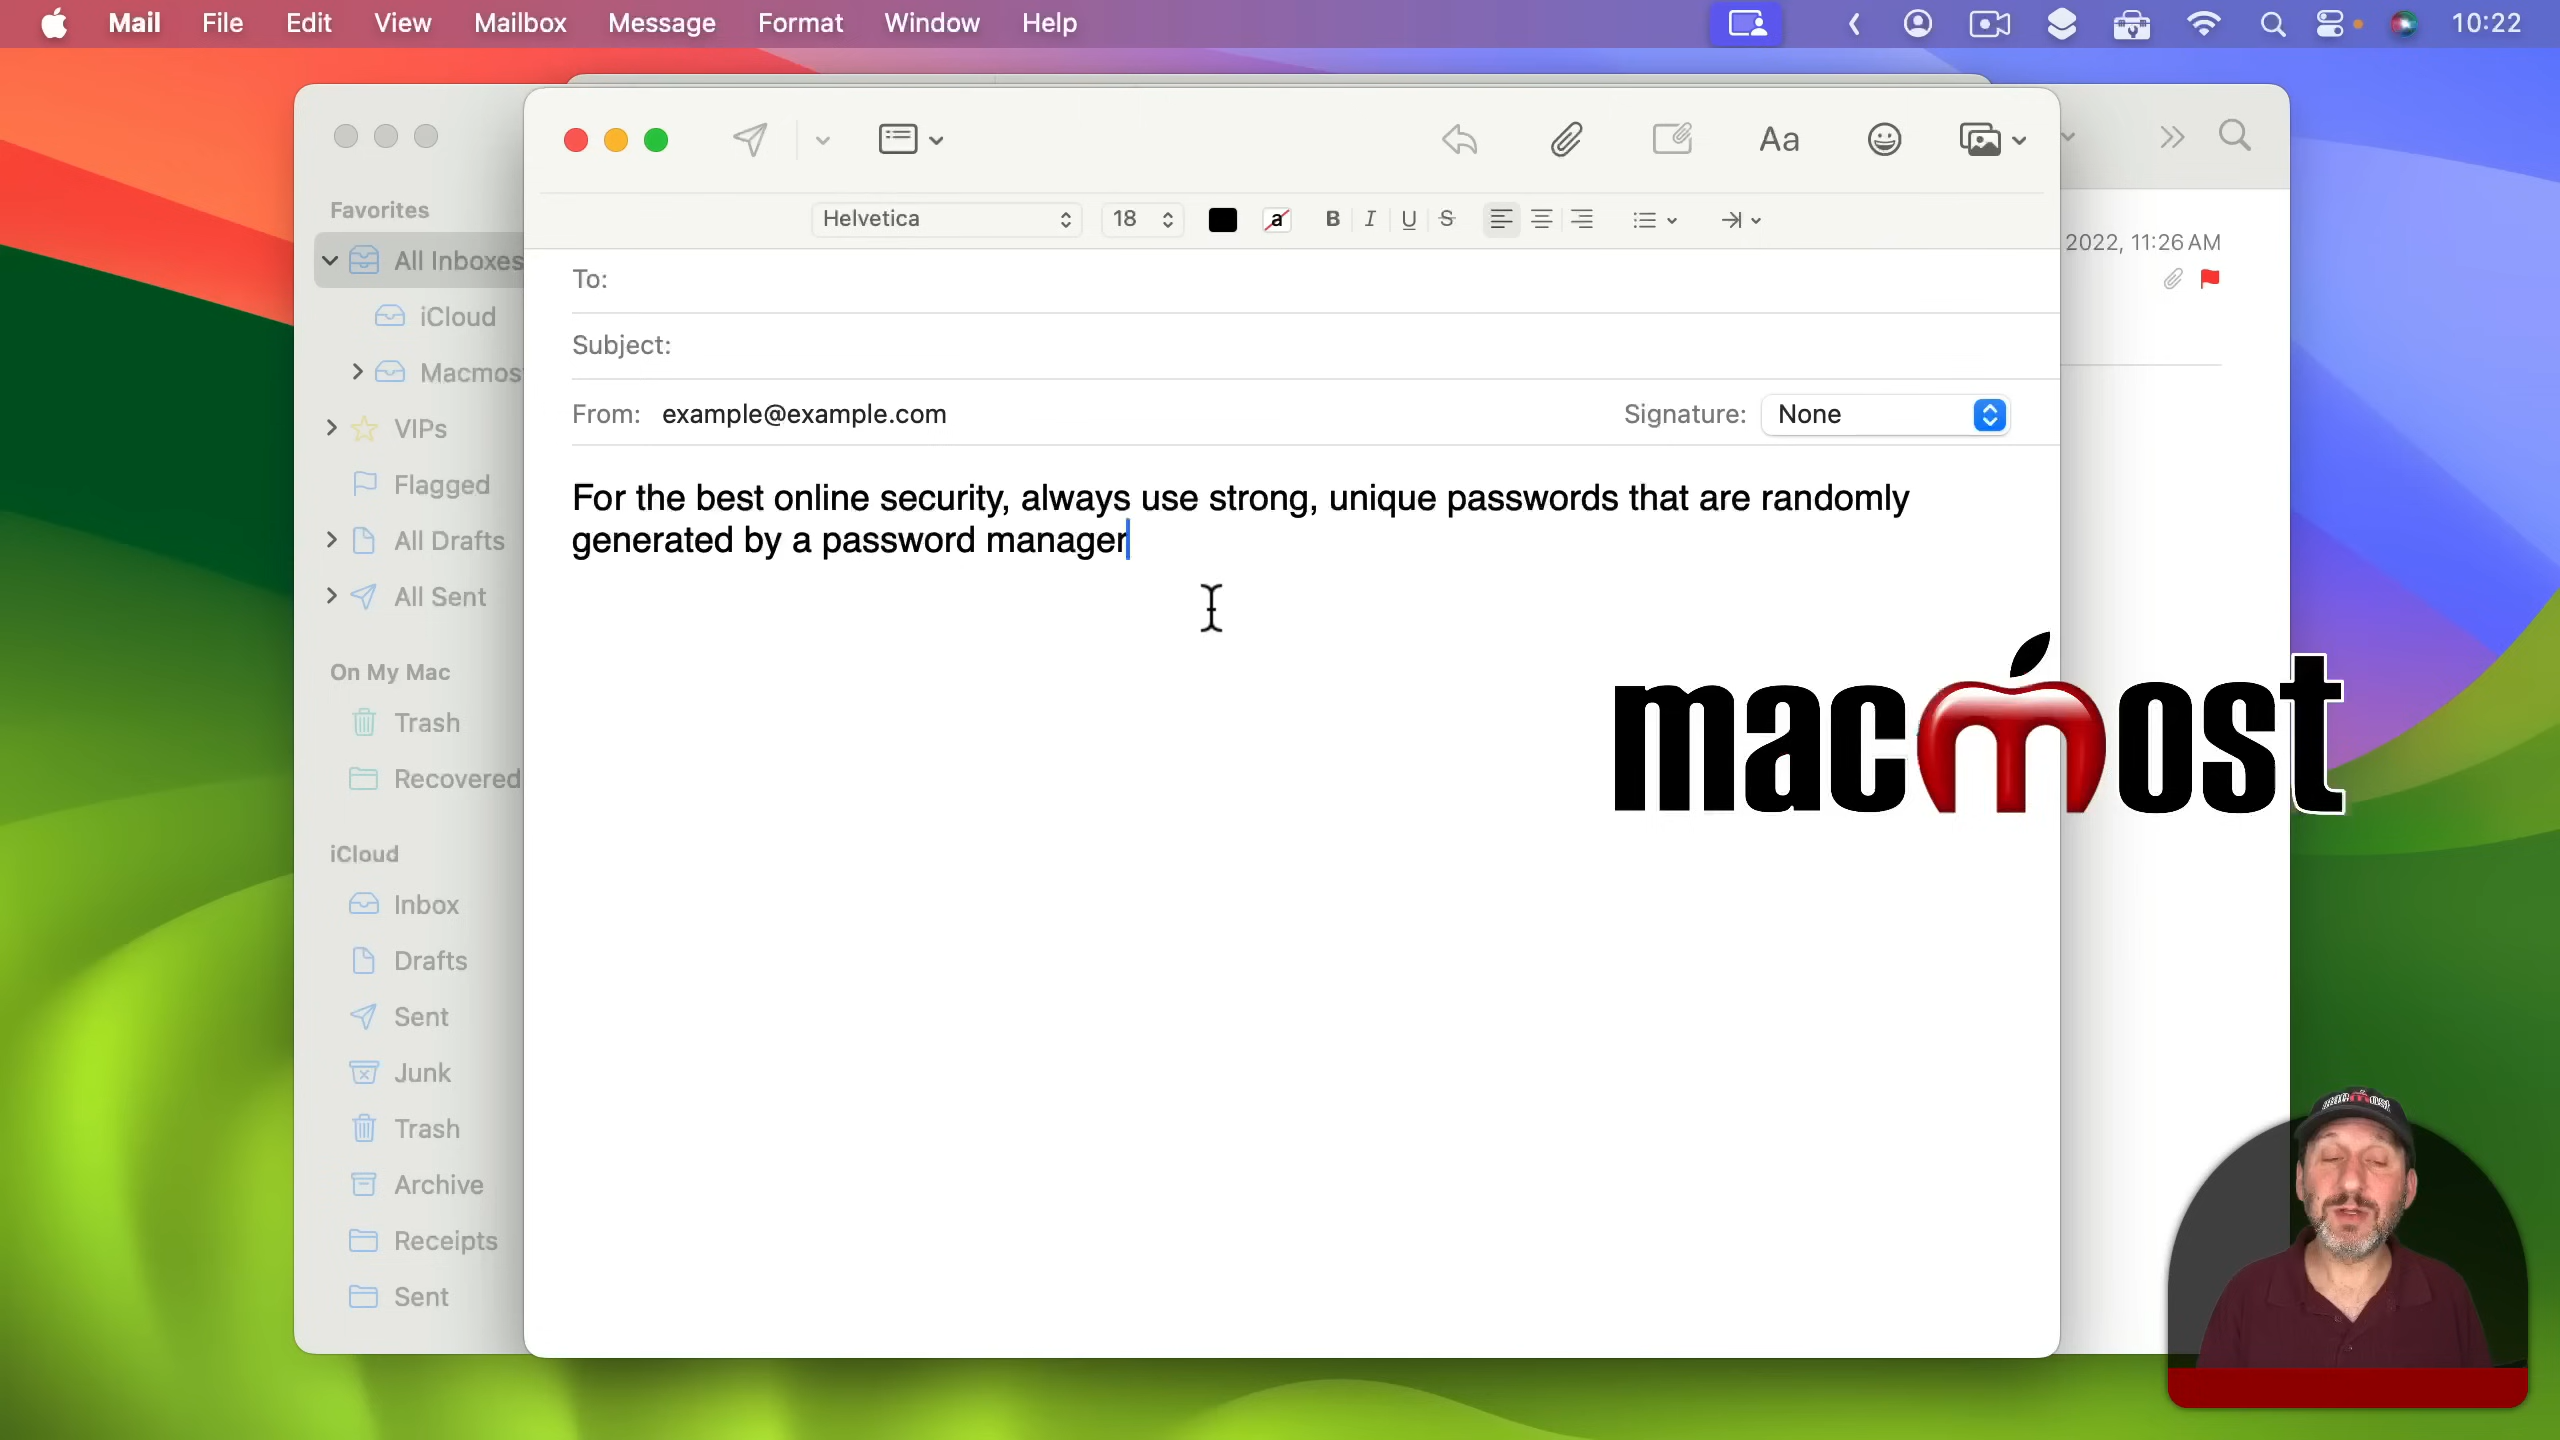 Mail File Edit View Mailbox Message Format Window Help 10:22
Favorites
All Inboxes
iCloud
Macmost
VIPs
Flagged
All Drafts
All Sent
On My Mac
Trash
Recovered
iCloud
Inbox
Drafts
Sent
Junk
Trash
Archive
Receipts
Sent
Aa
Helvetica 18 a B I U S
To:
Subject:
From: example@example.com Signature: None
For the best online security, always use strong, unique passwords that are randomly
generated by a password manager
2022, 11:26 AM
macmost
macmost